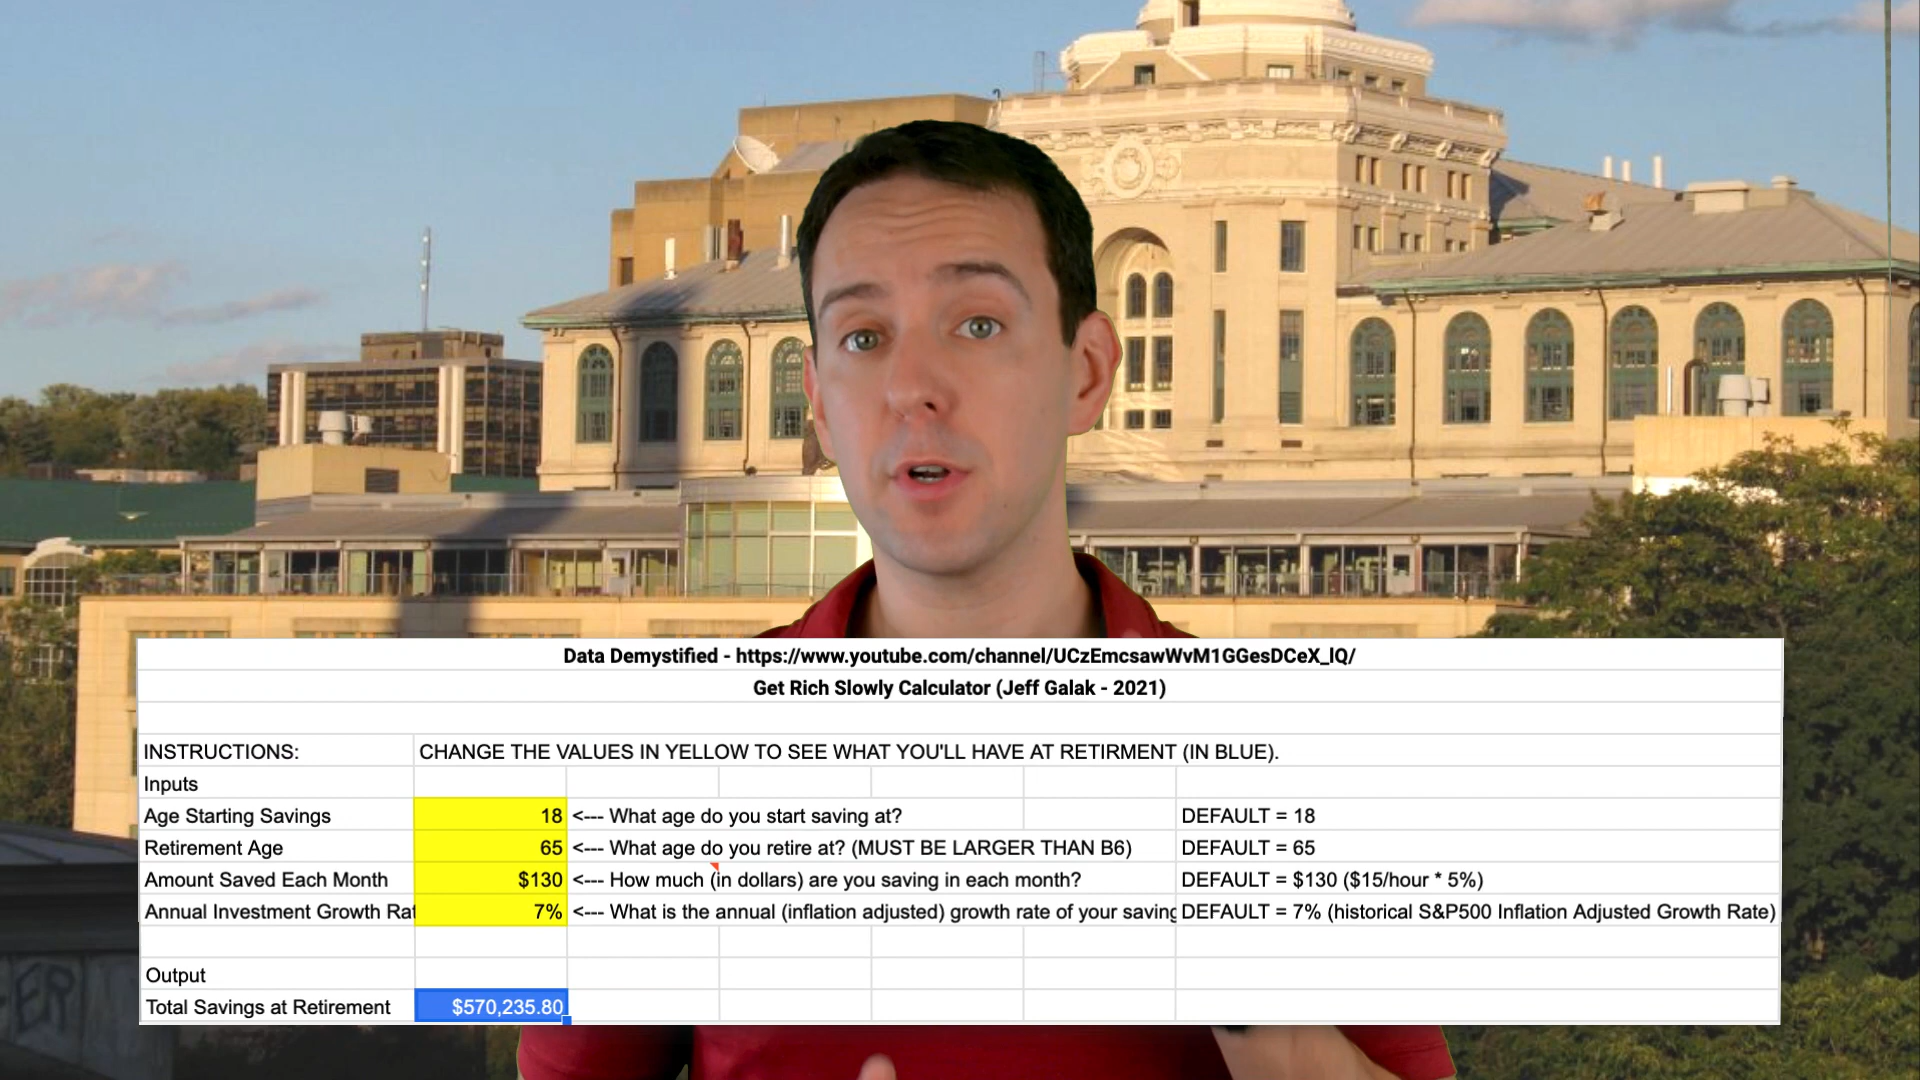 Data Demystified - https://www.youtube.com/channel/UCzEmcsawWvM1GGesDCeX_lQ/
Get Rich Slowly Calculator (Jeff Galak - 2021)
INSTRUCTIONS: CHANGE THE VALUES IN YELLOW TO SEE WHAT YOU'LL HAVE AT RETIRMENT (IN BLUE).
Inputs
Age Starting Savings 18 <--- What age do you start saving at? DEFAULT = 18
Retirement Age 65 <--- What age do you retire at? (MUST BE LARGER THAN B6) DEFAULT = 65
Amount Saved Each Month $130 <--- How much (in dollars) are you saving in each month? DEFAULT = $130 ($15/hour * 5%)
Annual Investment Growth Rat 7% <--- What is the annual (inflation adjusted) growth rate of your saving DEFAULT = 7% (historical S&P500 Inflation Adjusted Growth Rate)
Output
Total Savings at Retirement $570,235.80